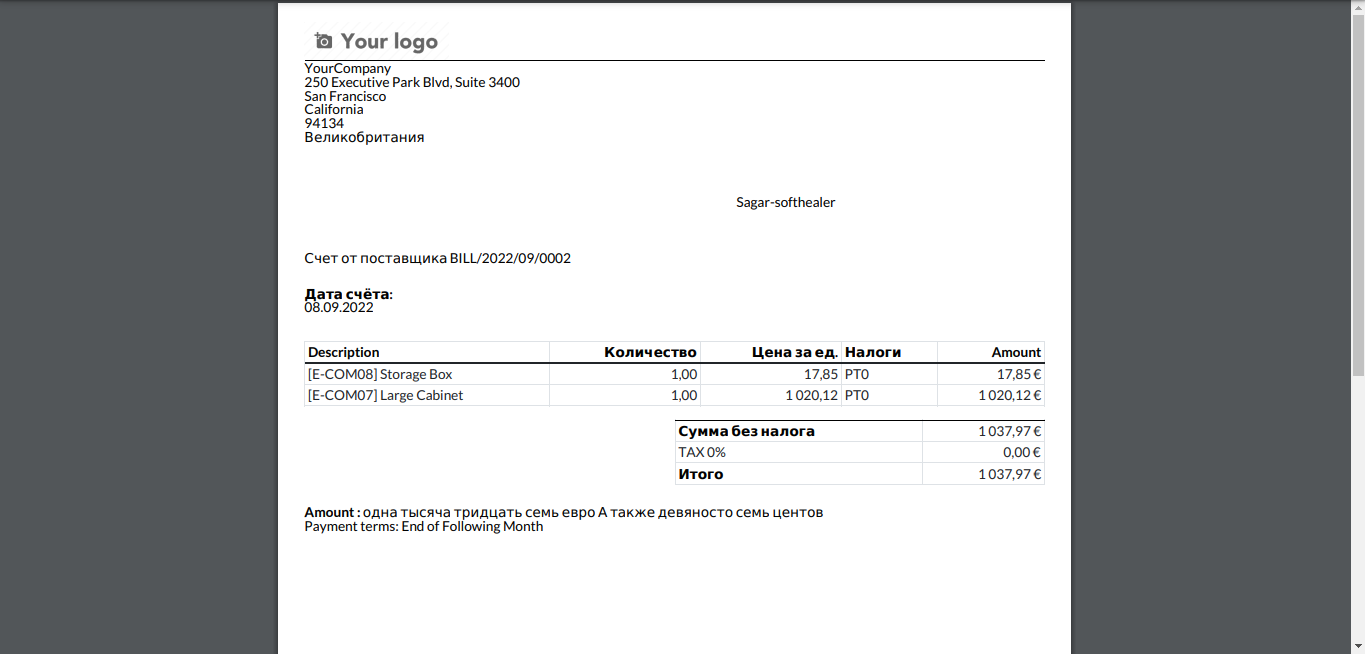 Your logo
YourCompany
250 Executive Park Blvd, Suite 3400
San Francisco
California
94134
Великобритания
Sagar-softhealer
Счет от поставщика BILL/2022/09/0002
Дата счёта:
08.09.2022
Description Количество Цена за ед. Налоги Amount
[E-COM08] Storage Box 1,00 17,85 PT0 17,85 €
[E-COM07] Large Cabinet 1,00 1 020,12 PT0 1 020,12 €
Сумма без налога 1 037,97 €
TAX 0% 0,00 €
Итого 1 037,97 €
Amount : одна тысяча тридцать семь евро А также девяносто семь центов
Payment terms: End of Following Month